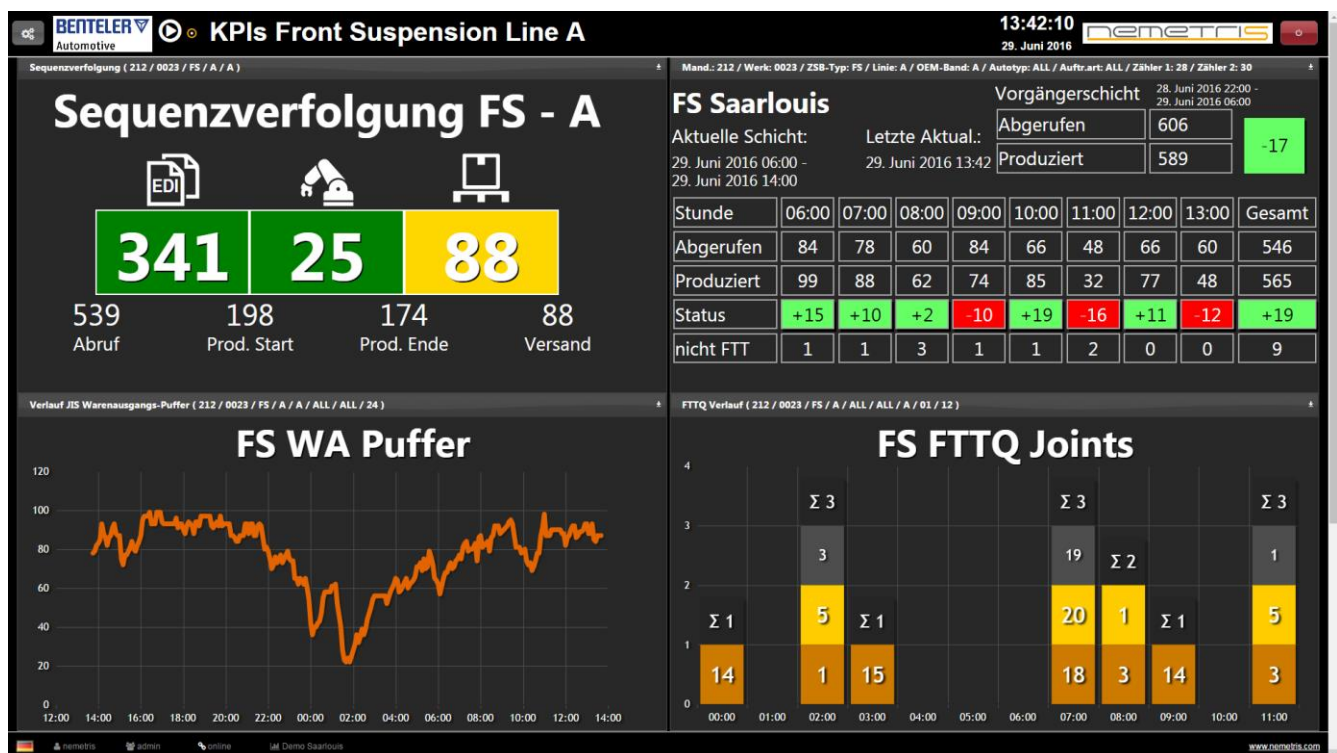 BENTELER
Automotive
KPIs Front Suspension Line A
13:42:10
29. Juni 2016
nemetris
Sequenzverfolgung ( 212 / 0023 / FS / A / A )
Sequenzverfolgung FS - A
EDI
341 25 88
539 198 174 88
Abruf Prod. Start Prod. Ende Versand
Mand.: 212 / Werk: 0023 / ZSB-Typ: FS / Linie: A / OEM-Band: A / Autotyp: ALL / Auftr.art: ALL / Zähler 1: 28 / Zähler 2: 30
FS Saarlouis
Aktuelle Schicht:
29. Juni 2016 06:00 -
29. Juni 2016 14:00
Letzte Aktual.:
29. Juni 2016 13:42
Vorgängerschicht
28. Juni 2016 22:00 -
29. Juni 2016 06:00
Abgerufen 606
Produziert 589
-17
Stunde 06:00 07:00 08:00 09:00 10:00 11:00 12:00 13:00 Gesamt
Abgerufen 84 78 60 84 66 48 66 60 546
Produziert 99 88 62 74 85 32 77 48 565
Status +15 +10 +2 -10 +19 -16 +11 -12 +19
nicht FTT 1 1 3 1 1 2 0 0 9
Verlauf JIS Warenausgangs-Puffer ( 212 / 0023 / FS / A / A / ALL / ALL / 24 )
FS WA Puffer
120
100
80
60
40
20
0
12:00 14:00 16:00 18:00 20:00 22:00 00:00 02:00 04:00 06:00 08:00 10:00 12:00 14:00
FTTQ Verlauf ( 212 / 0023 / FS / A / ALL / ALL / A / 01 / 12 )
FS FTTQ Joints
4
Σ 3 Σ 3 Σ 3
3
3 19 Σ 2 1
2
Σ 1 5 Σ 1 20 1 Σ 1 5
1
14 1 15 18 3 14 3
0
00:00 01:00 02:00 03:00 04:00 05:00 06:00 07:00 08:00 09:00 10:00 11:00
nemetris admin online Demo Saarlouis
www.nemetris.com